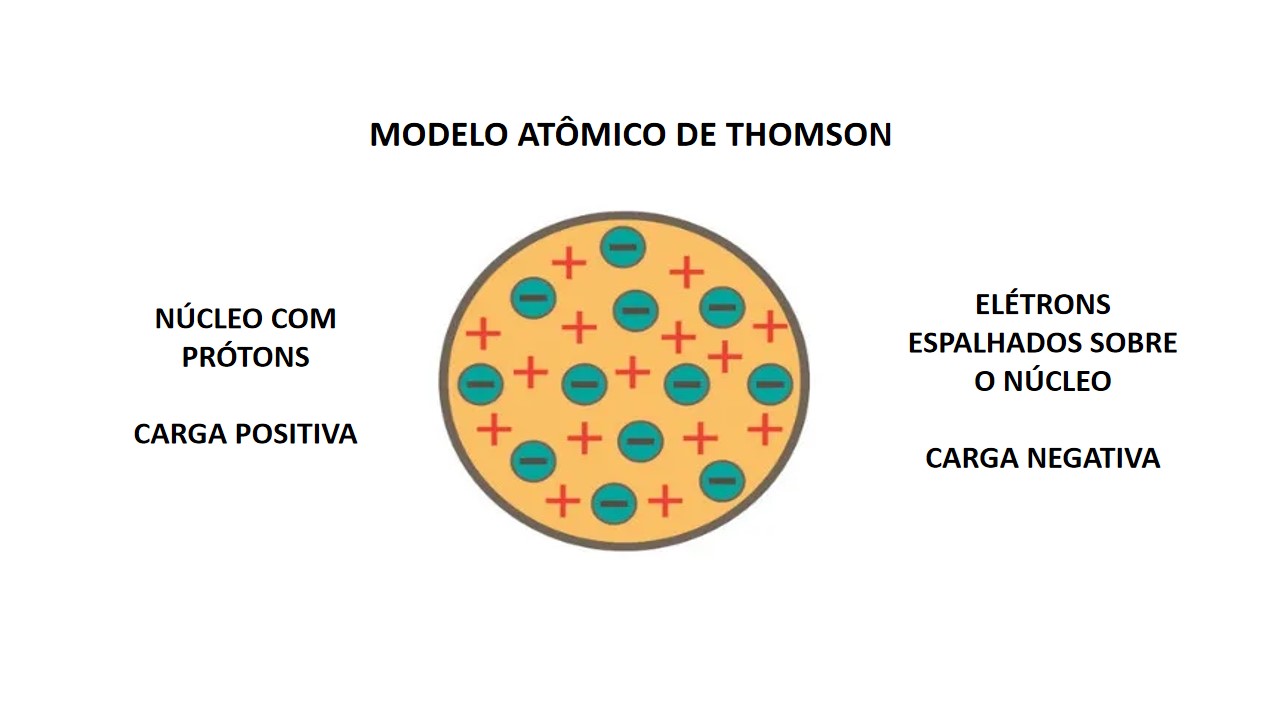 MODELO ATÔMICO DE THOMSON
NÚCLEO COM
PRÓTONS
CARGA POSITIVA
ELÉTRONS
ESPALHADOS SOBRE
O NÚCLEO
CARGA NEGATIVA